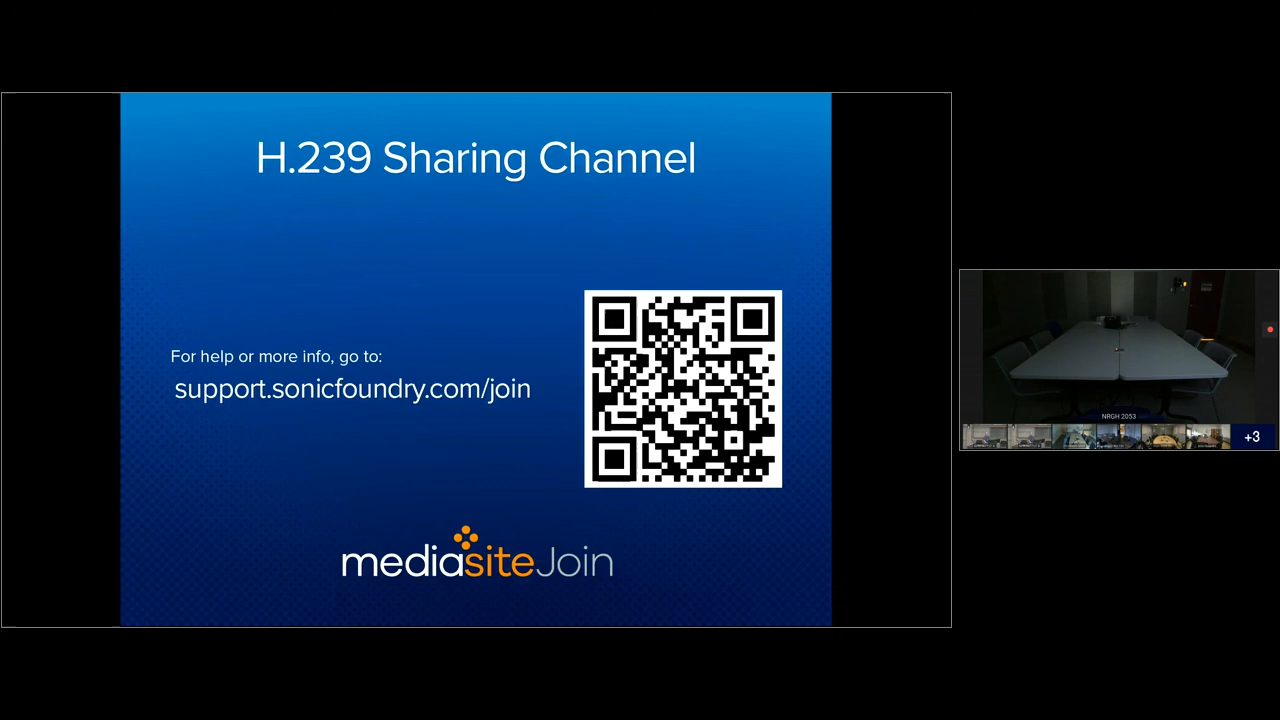 H.239 Sharing Channel
For help or more info, go to:
support.sonicfoundry.com/join
mediasiteJoin
NRGH 2053
+3